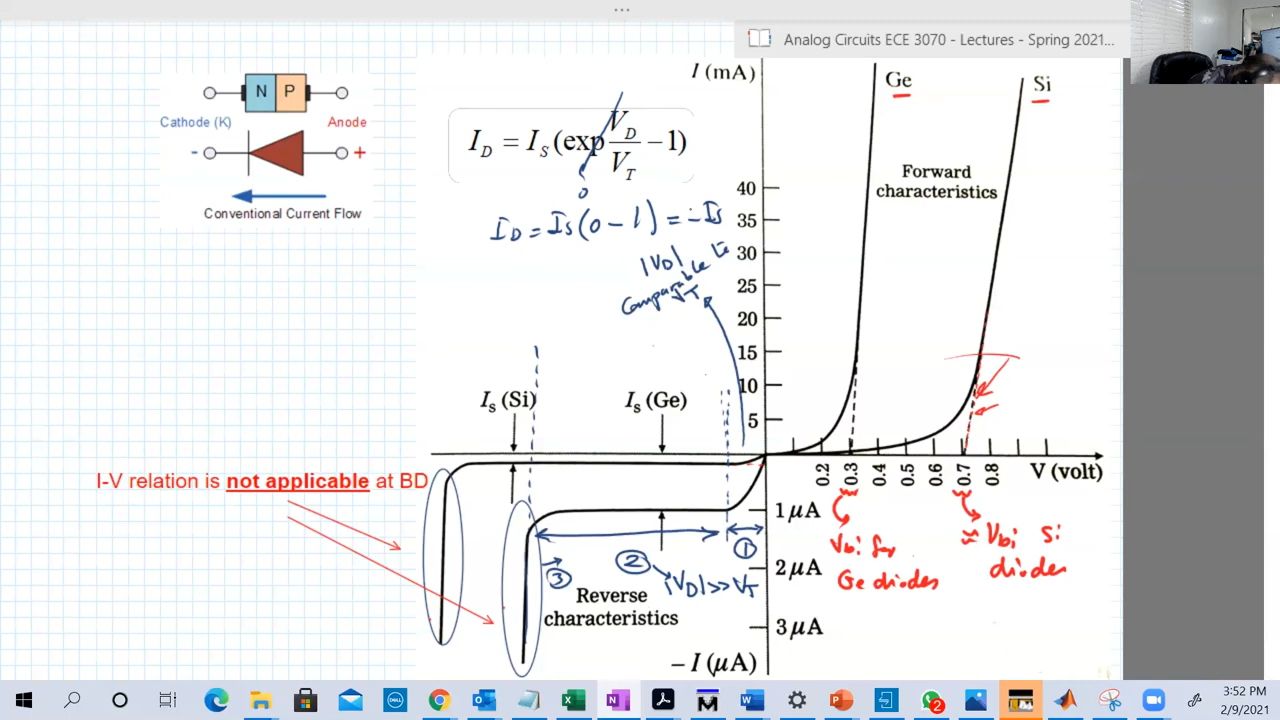 Analog Circuits ECE 3070 - Lectures - Spring 2021...
N P
Cathode (K) Anode
- +
Conventional Current Flow
I_D = I_S (exp V_D / V_T − 1)
0
I_D = I_S (0 − 1) = − I_S
|V_D|
Comparable to
V_T
I (mA)
Ge
Si
Forward
characteristics
40
35
30
25
20
15
10
5
I_s (Si) I_s (Ge)
0.2 0.3 0.4 0.5 0.6 0.7 0.8 V (volt)
I-V relation is not applicable at BD
1 μA
2 μA
3 μA
− I (μA)
①
②
③
|V_D| >> V_T
Reverse
characteristics
Vbi for
Ge diodes
≈ Vbi Si
diodes
DELL
2
3:52 PM
2/9/2021